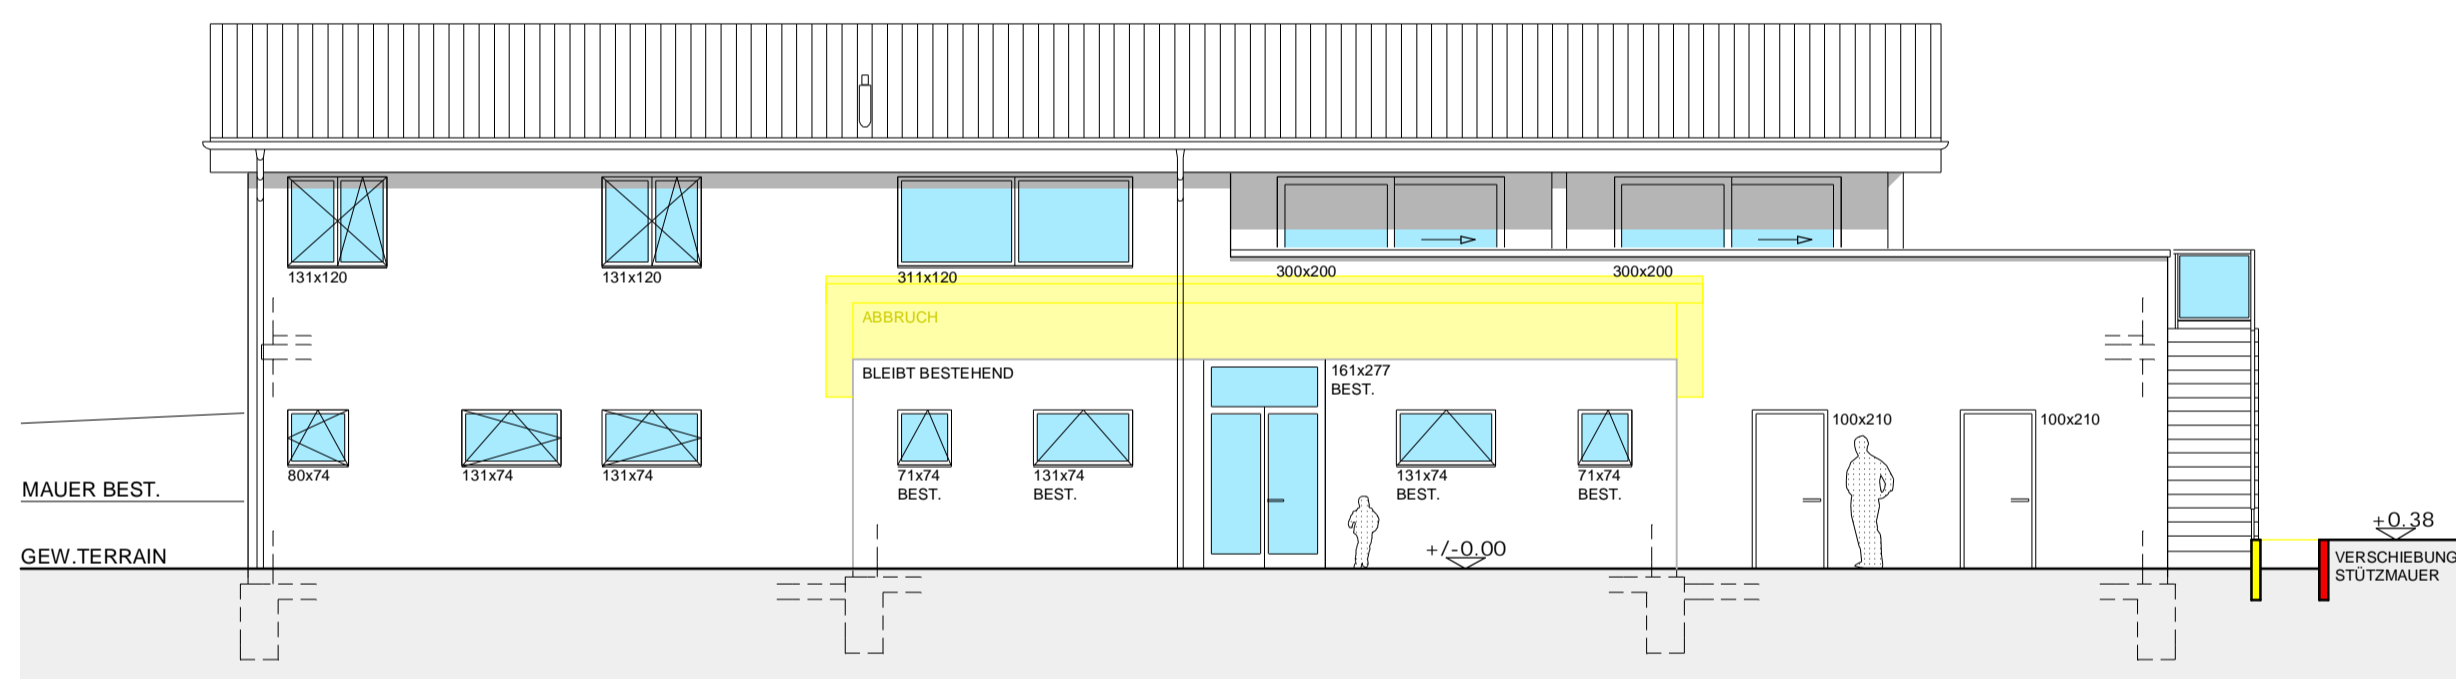 131x120
131x120
311x120
300x200
300x200
ABBRUCH
BLEIBT BESTEHEND
161x277
BEST.
80x74
131x74
131x74
71x74
BEST.
131x74
BEST.
131x74
BEST.
71x74
BEST.
100x210
100x210
MAUER BEST.
GEW.TERRAIN
+/-0.00
+0.38
VERSCHIEBUNG
STÜTZMAUER